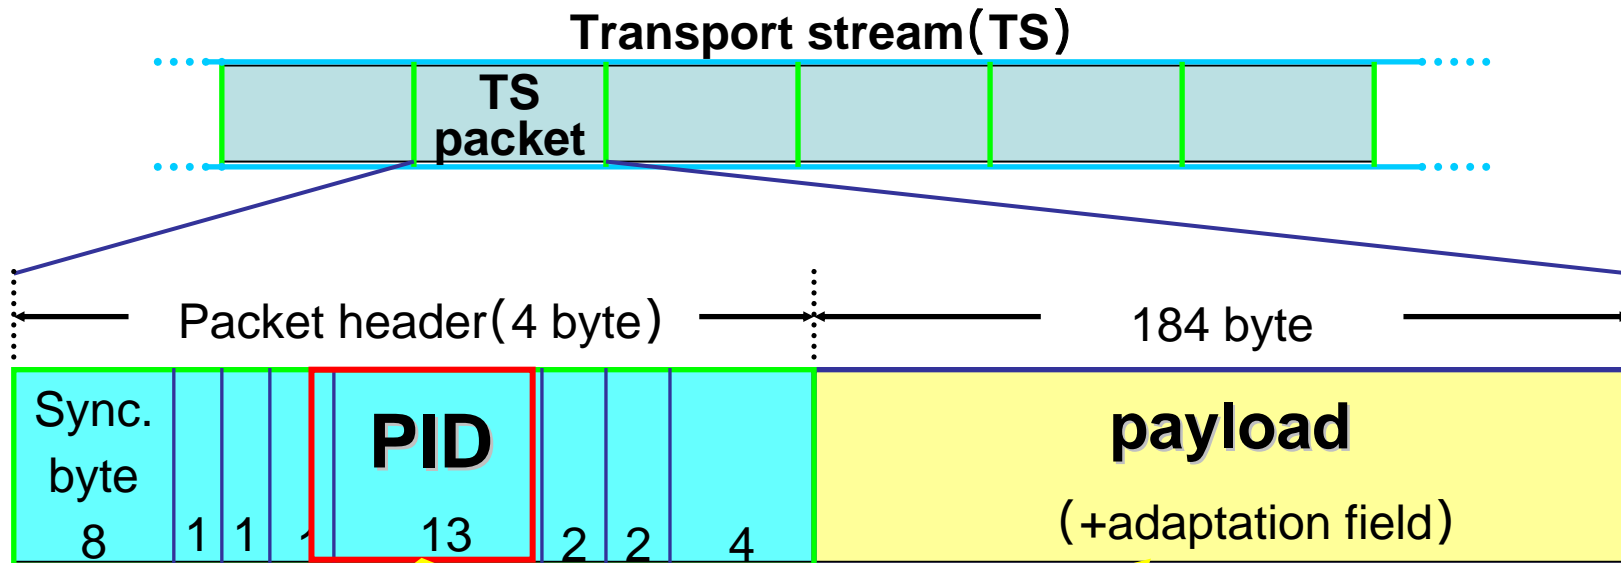 Transport stream(TS)
TS
packet
Packet header(4 byte)
184 byte
Sync.
byte
8
1
1
1
PID
13
2
2
4
payload
(+adaptation field)